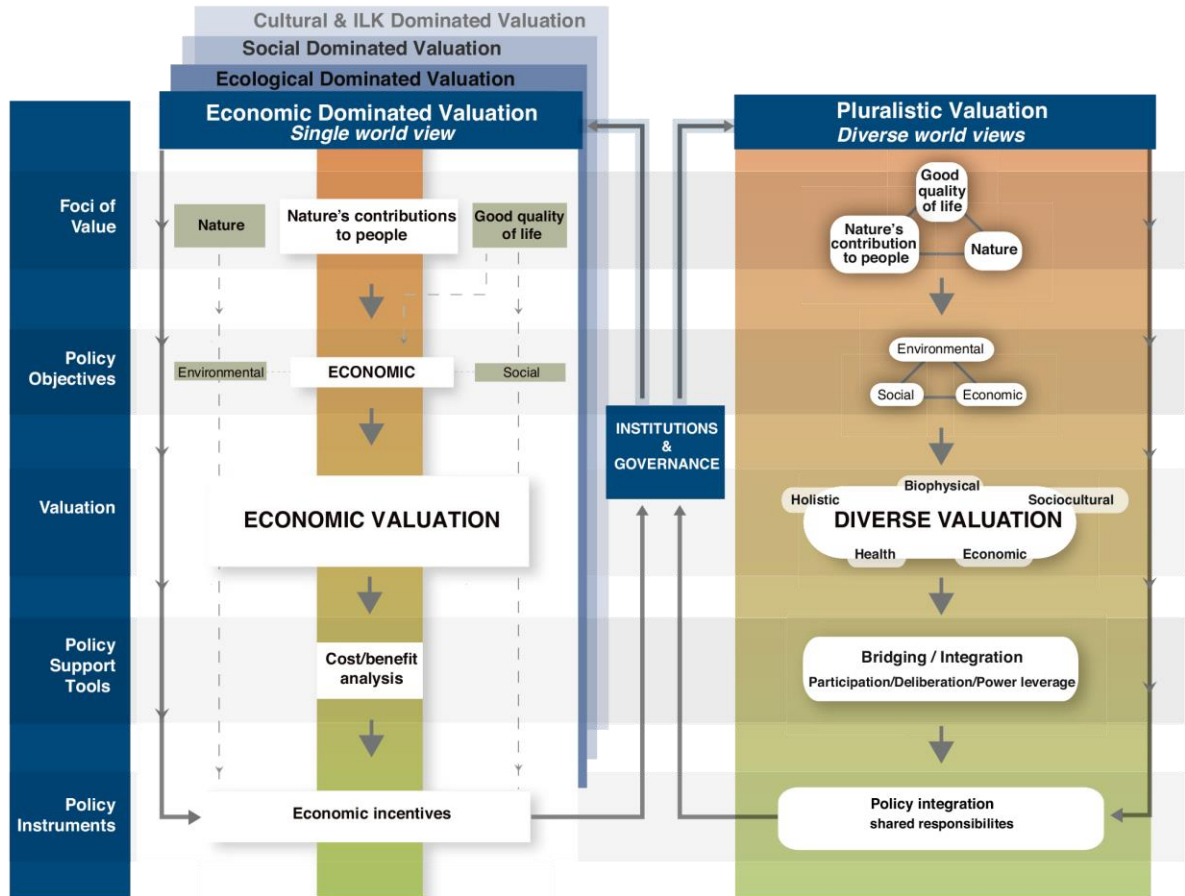 Cultural & ILK Dominated Valuation
Social Dominated Valuation
Ecological Dominated Valuation
Economic Dominated Valuation
Single world view
Pluralistic Valuation
Diverse world views
Foci of
Value
Nature
Nature's contributions
to people
Good quality
of life
Good
quality
of life
Nature's
contribution
to people
Nature
Policy
Objectives
Environmental
ECONOMIC
Social
Environmental
Social
Economic
INSTITUTIONS
&
GOVERNANCE
Valuation
ECONOMIC VALUATION
Holistic
Biophysical
Sociocultural
DIVERSE VALUATION
Health
Economic
Policy
Support
Tools
Cost/benefit
analysis
Bridging / Integration
Participation/Deliberation/Power leverage
Policy
Instruments
Economic incentives
Policy integration
shared responsibilites